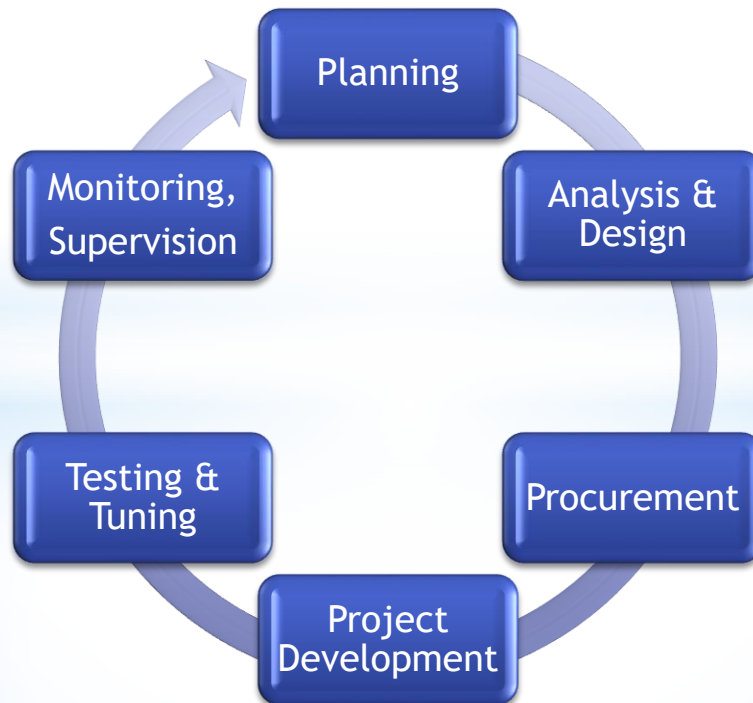 Planning
Analysis &
Design
Procurement
Project
Development
Testing &
Tuning
Monitoring,
Supervision